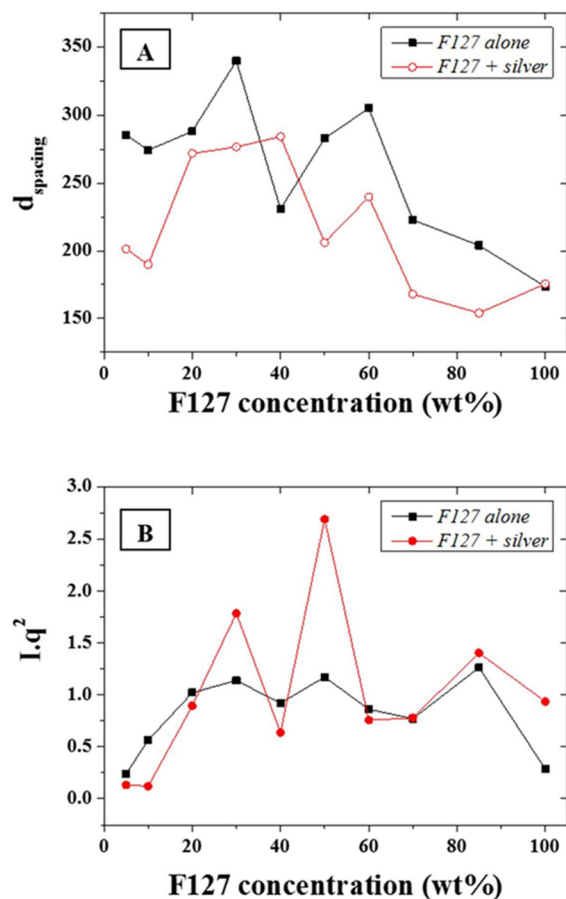 A
F127 alone
F127 + silver
350
300
250
200
150
d_spacing
0 20 40 60 80 100
F127 concentration (wt%)
B
F127 alone
F127 + silver
3.0
2.5
2.0
1.5
1.0
0.5
0.0
I.q²
0 20 40 60 80 100
F127 concentration (wt%)